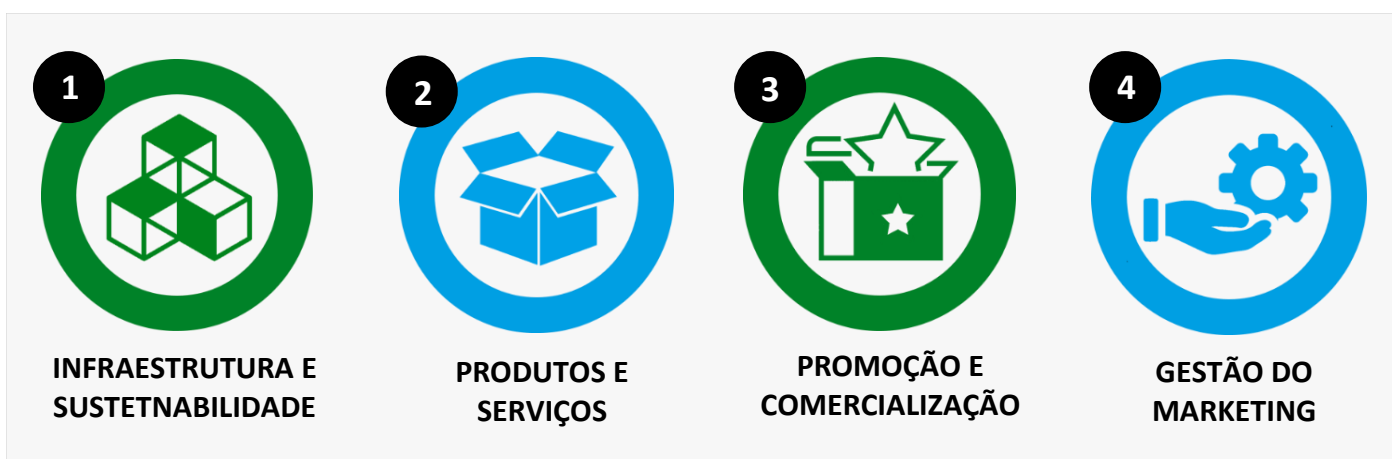 1
INFRAESTRUTURA E
SUSTETNABILIDADE
2
PRODUTOS E
SERVIÇOS
3
PROMOÇÃO E
COMERCIALIZAÇÃO
4
GESTÃO DO
MARKETING